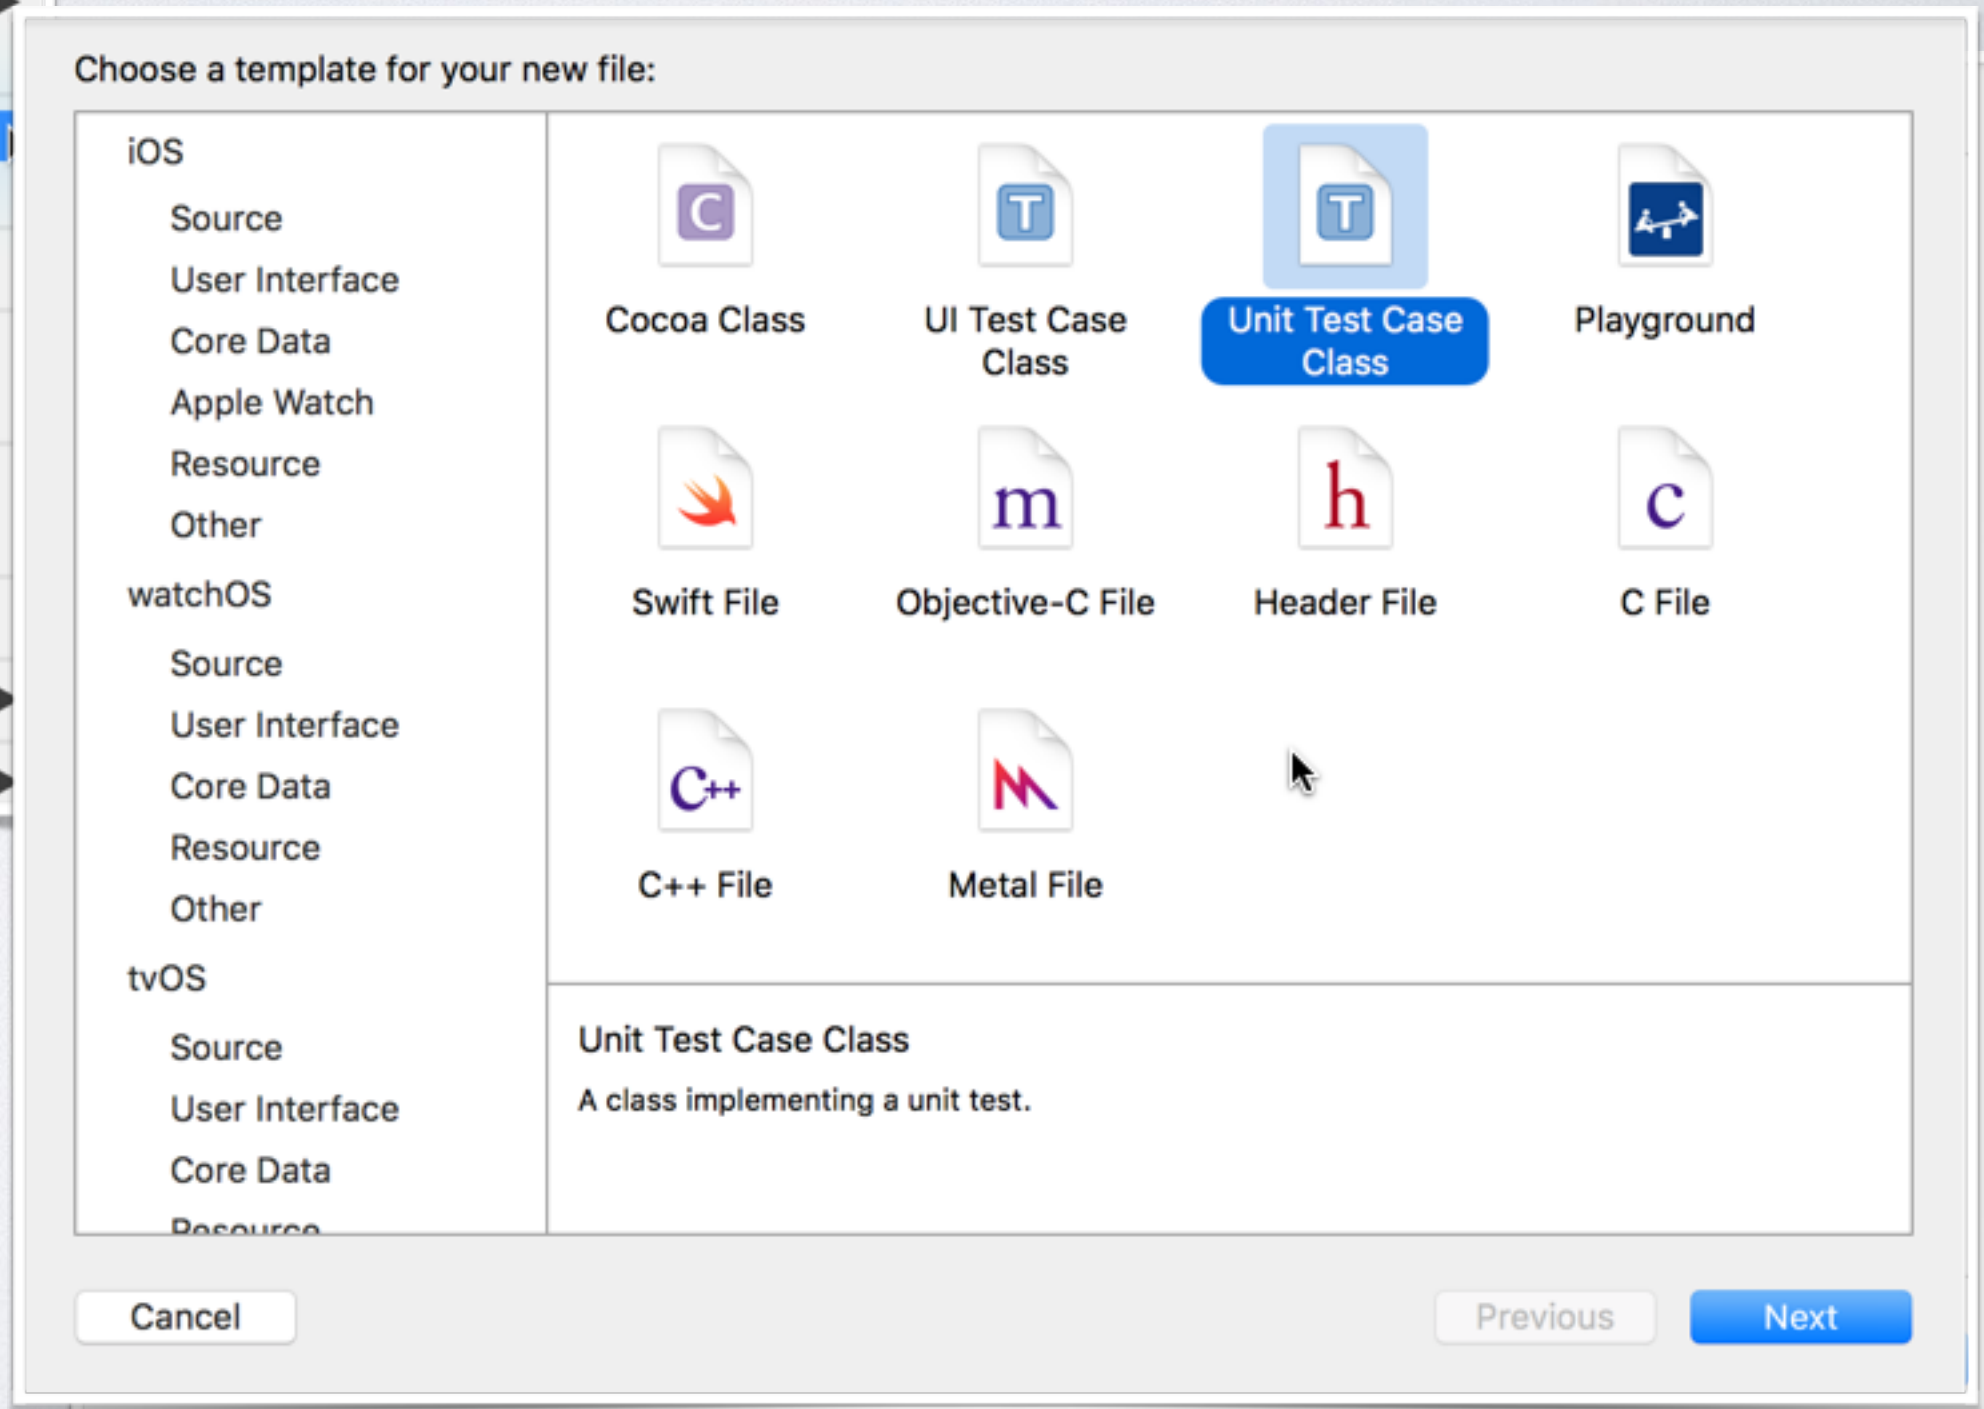 Choose a template for your new file:
iOS
Source
User Interface
Core Data
Apple Watch
Resource
Other
watchOS
Source
User Interface
Core Data
Resource
Other
tvOS
Source
User Interface
Core Data
Resource
C
T
T
Cocoa Class
UI Test Case
Class
Unit Test Case
Class
Playground
m
h
c
Swift File
Objective-C File
Header File
C File
C++
C++ File
Metal File
Unit Test Case Class
A class implementing a unit test.
Cancel
Previous
Next